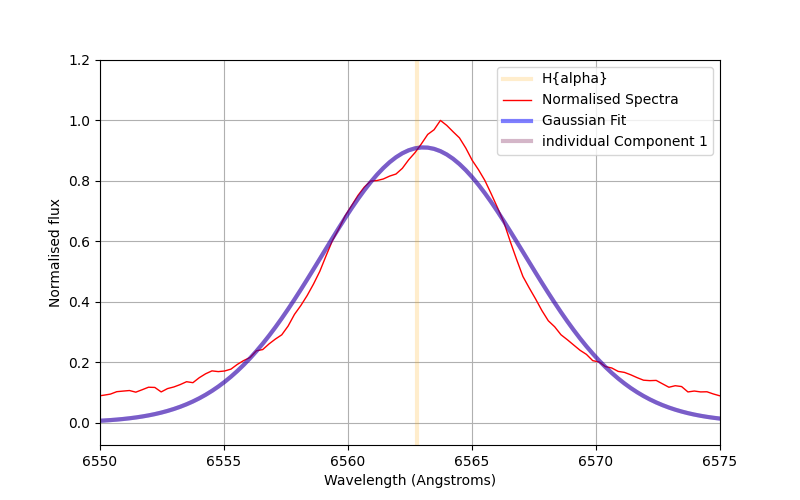 1.2
1.0
0.8
0.6
0.4
0.2
0.0
Normalised flux
H{alpha}
Normalised Spectra
Gaussian Fit
individual Component 1
6550 6555 6560 6565 6570 6575
Wavelength (Angstroms)